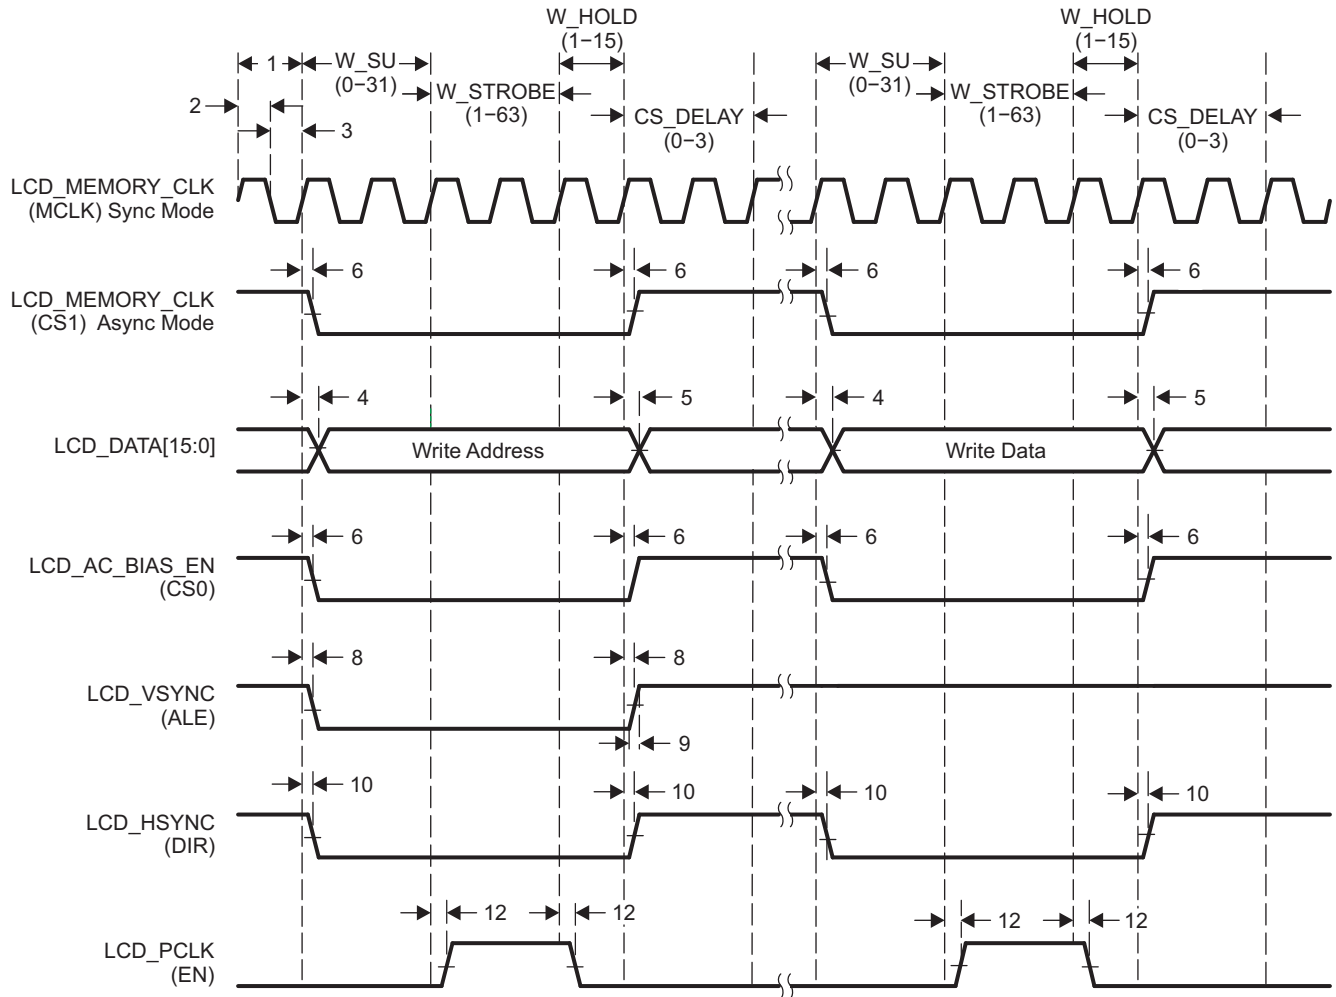 W_HOLD W_HOLD
(1−15) (1−15)
1 W_SU W_SU
(0−31) (0−31)
2 W_STROBE W_STROBE
(1−63) (1−63)
CS_DELAY CS_DELAY
3 (0−3) (0−3)
LCD_MEMORY_CLK
(MCLK) Sync Mode
6 6 6 6
LCD_MEMORY_CLK
(CS1) Async Mode
4 5 4 5
LCD_DATA[15:0] Write Address Write Data
6 6 6 6
LCD_AC_BIAS_EN
(CS0)
8 8
LCD_VSYNC
(ALE)
9
10 10 10 10
LCD_HSYNC
(DIR)
12 12 12 12
LCD_PCLK
(EN)